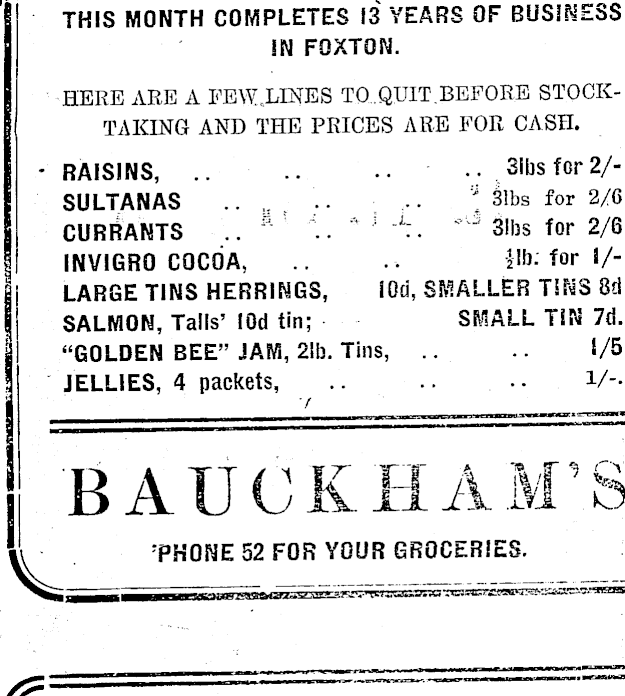 THIS MONTH COMPLETES 13 YEARS OF BUSINESS
IN FOXTON.
HERE ARE A FEW LINES TO QUIT BEFORE STOCK-
TAKING AND THE PRICES ARE FOR CASH.
RAISINS, .. .. .. .. 3lbs for 2/-
SULTANAS .. .. .. 3lbs for 2/6
CURRANTS .. .. .. 3lbs for 2/6
INVIGRO COCOA, .. .. ½lb. for 1/-
LARGE TINS HERRINGS, 10d, SMALLER TINS 8d
SALMON, Talls' 10d tin; SMALL TIN 7d.
"GOLDEN BEE" JAM, 2lb. Tins, .. .. 1/5
JELLIES, 4 packets, .. .. .. 1/-.
BAUCKHAM'S
'PHONE 52 FOR YOUR GROCERIES.